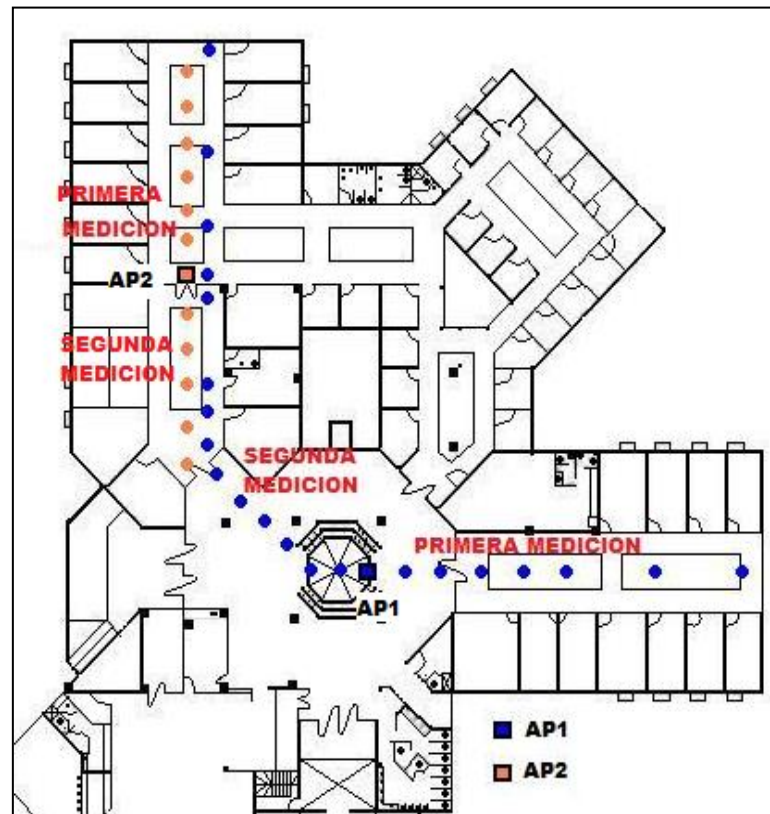 PRIMERA
MEDICION
AP2
SEGUNDA
MEDICION
SEGUNDA
MEDICION
PRIMERA MEDICION
AP1
AP1
AP2